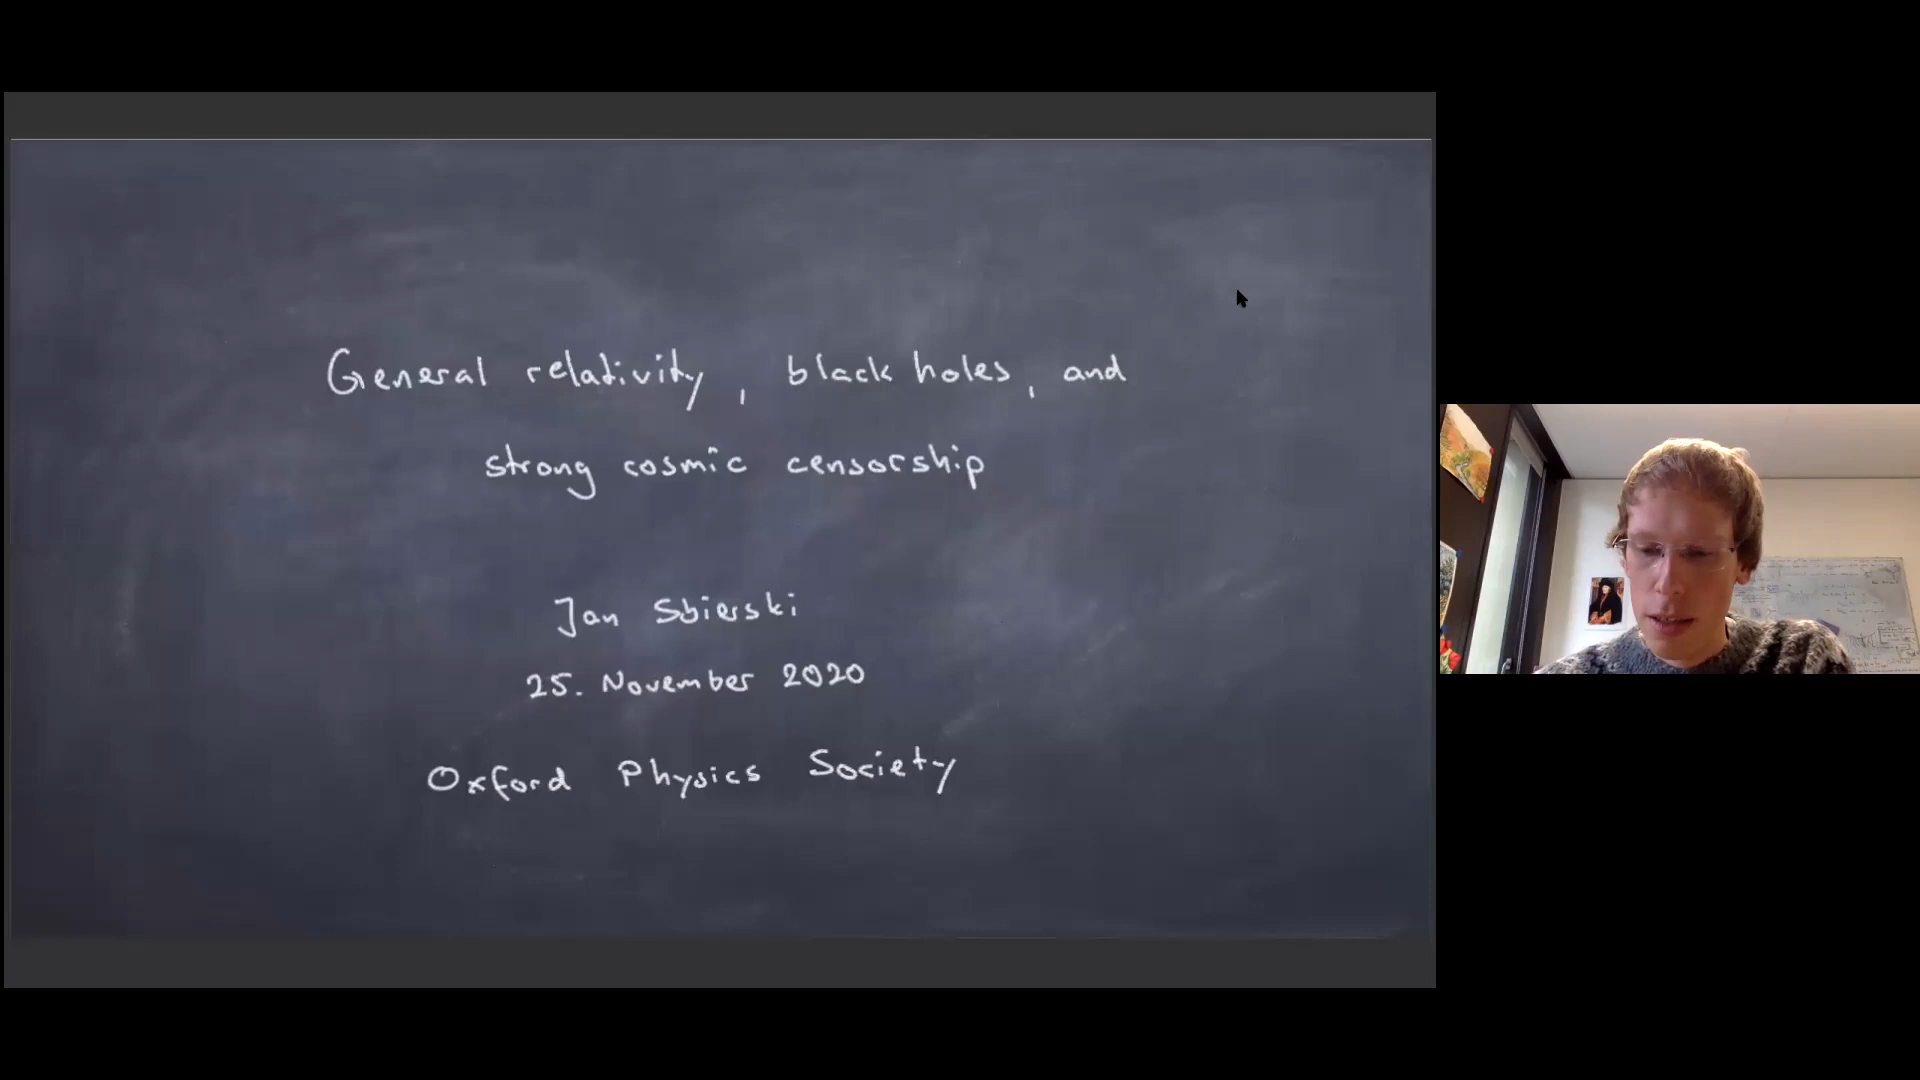 General relativity, black holes, and
strong cosmic censorship
Jan Sbierski
25. November 2020
Oxford Physics Society